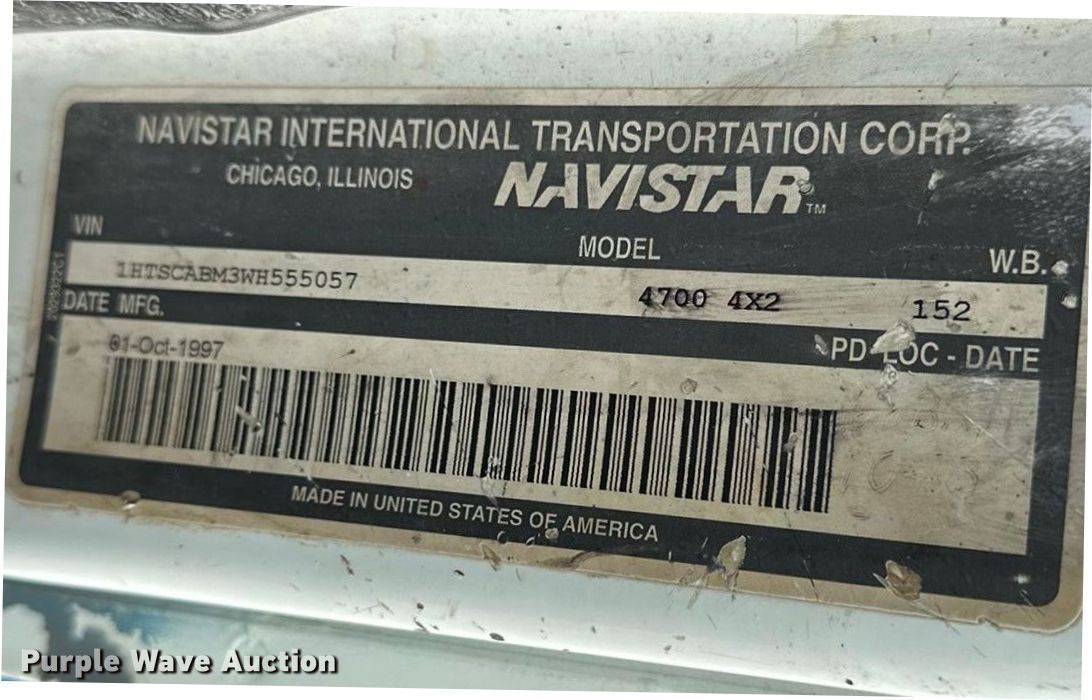 NAVISTAR INTERNATIONAL TRANSPORTATION CORP.
CHICAGO, ILLINOIS NAVISTAR™
VIN MODEL W.B.
1HTSCABM3WH555057 4700 4X2 152
DATE MFG. PD-LOC - DATE
01-Oct-1997
MADE IN UNITED STATES OF AMERICA
Purple Wave Auction